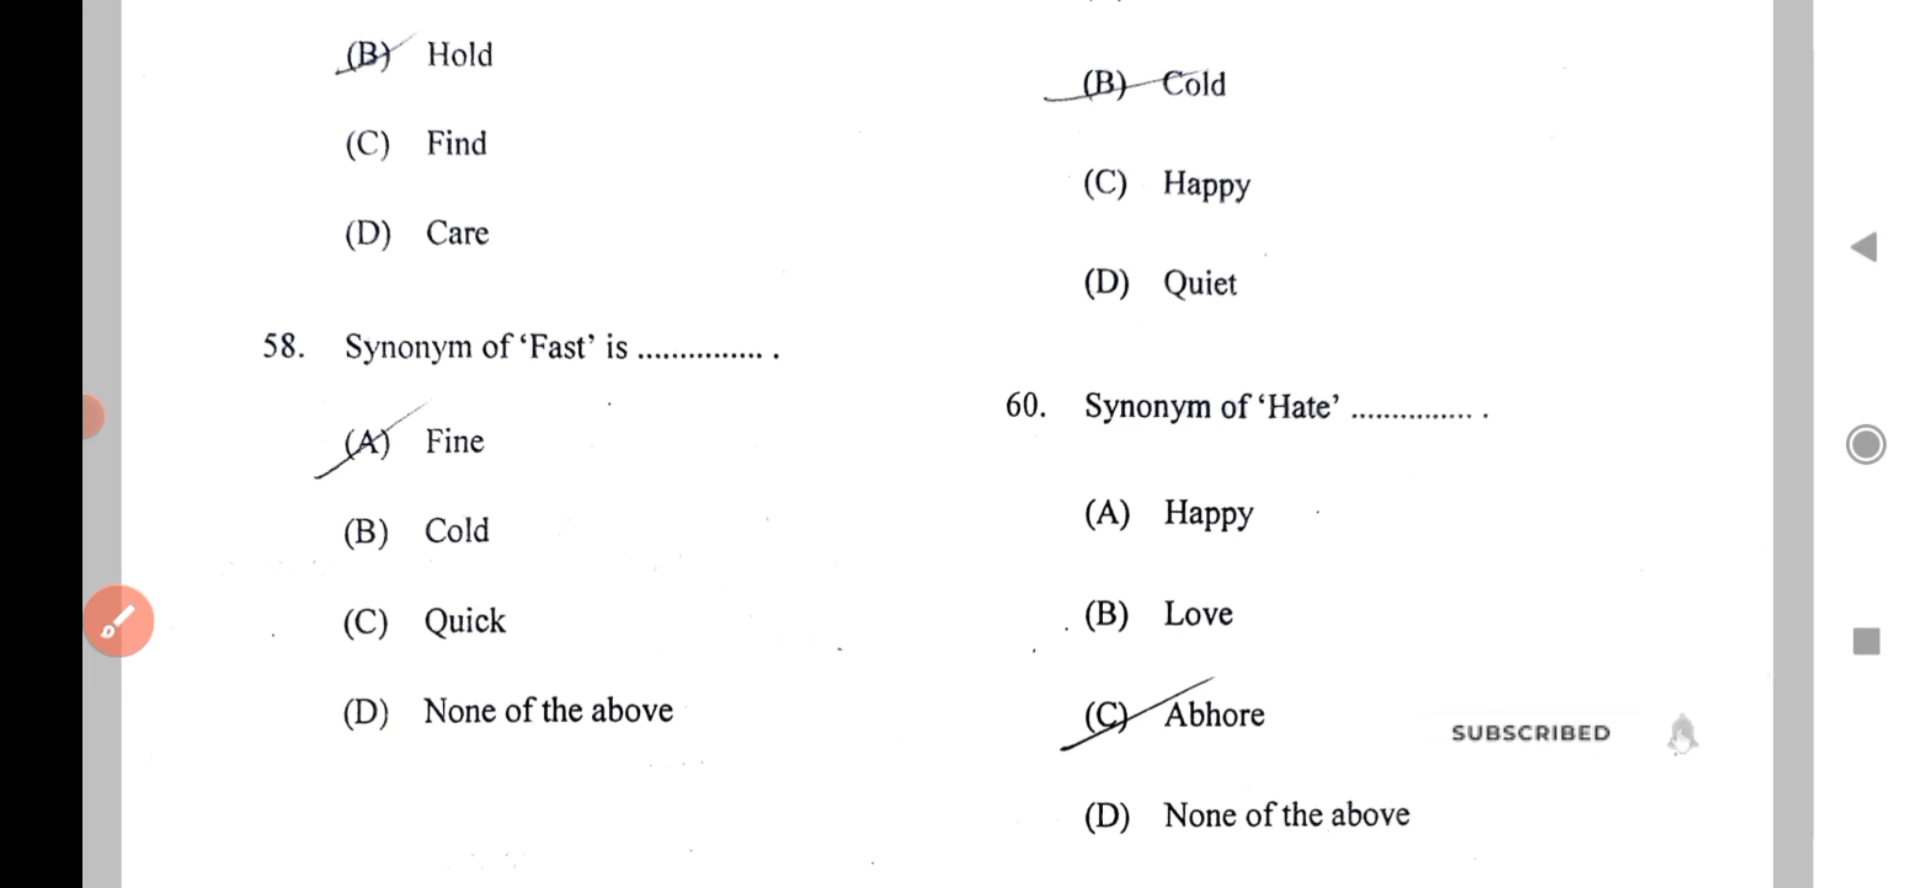 (B) Hold
(C) Find
(D) Care
58. Synonym of ‘Fast’ is ............... .
(A) Fine
(B) Cold
(C) Quick
(D) None of the above
(B) Cold
(C) Happy
(D) Quiet
60. Synonym of ‘Hate’ ............... .
(A) Happy
(B) Love
(C) Abhore
(D) None of the above
SUBSCRIBED